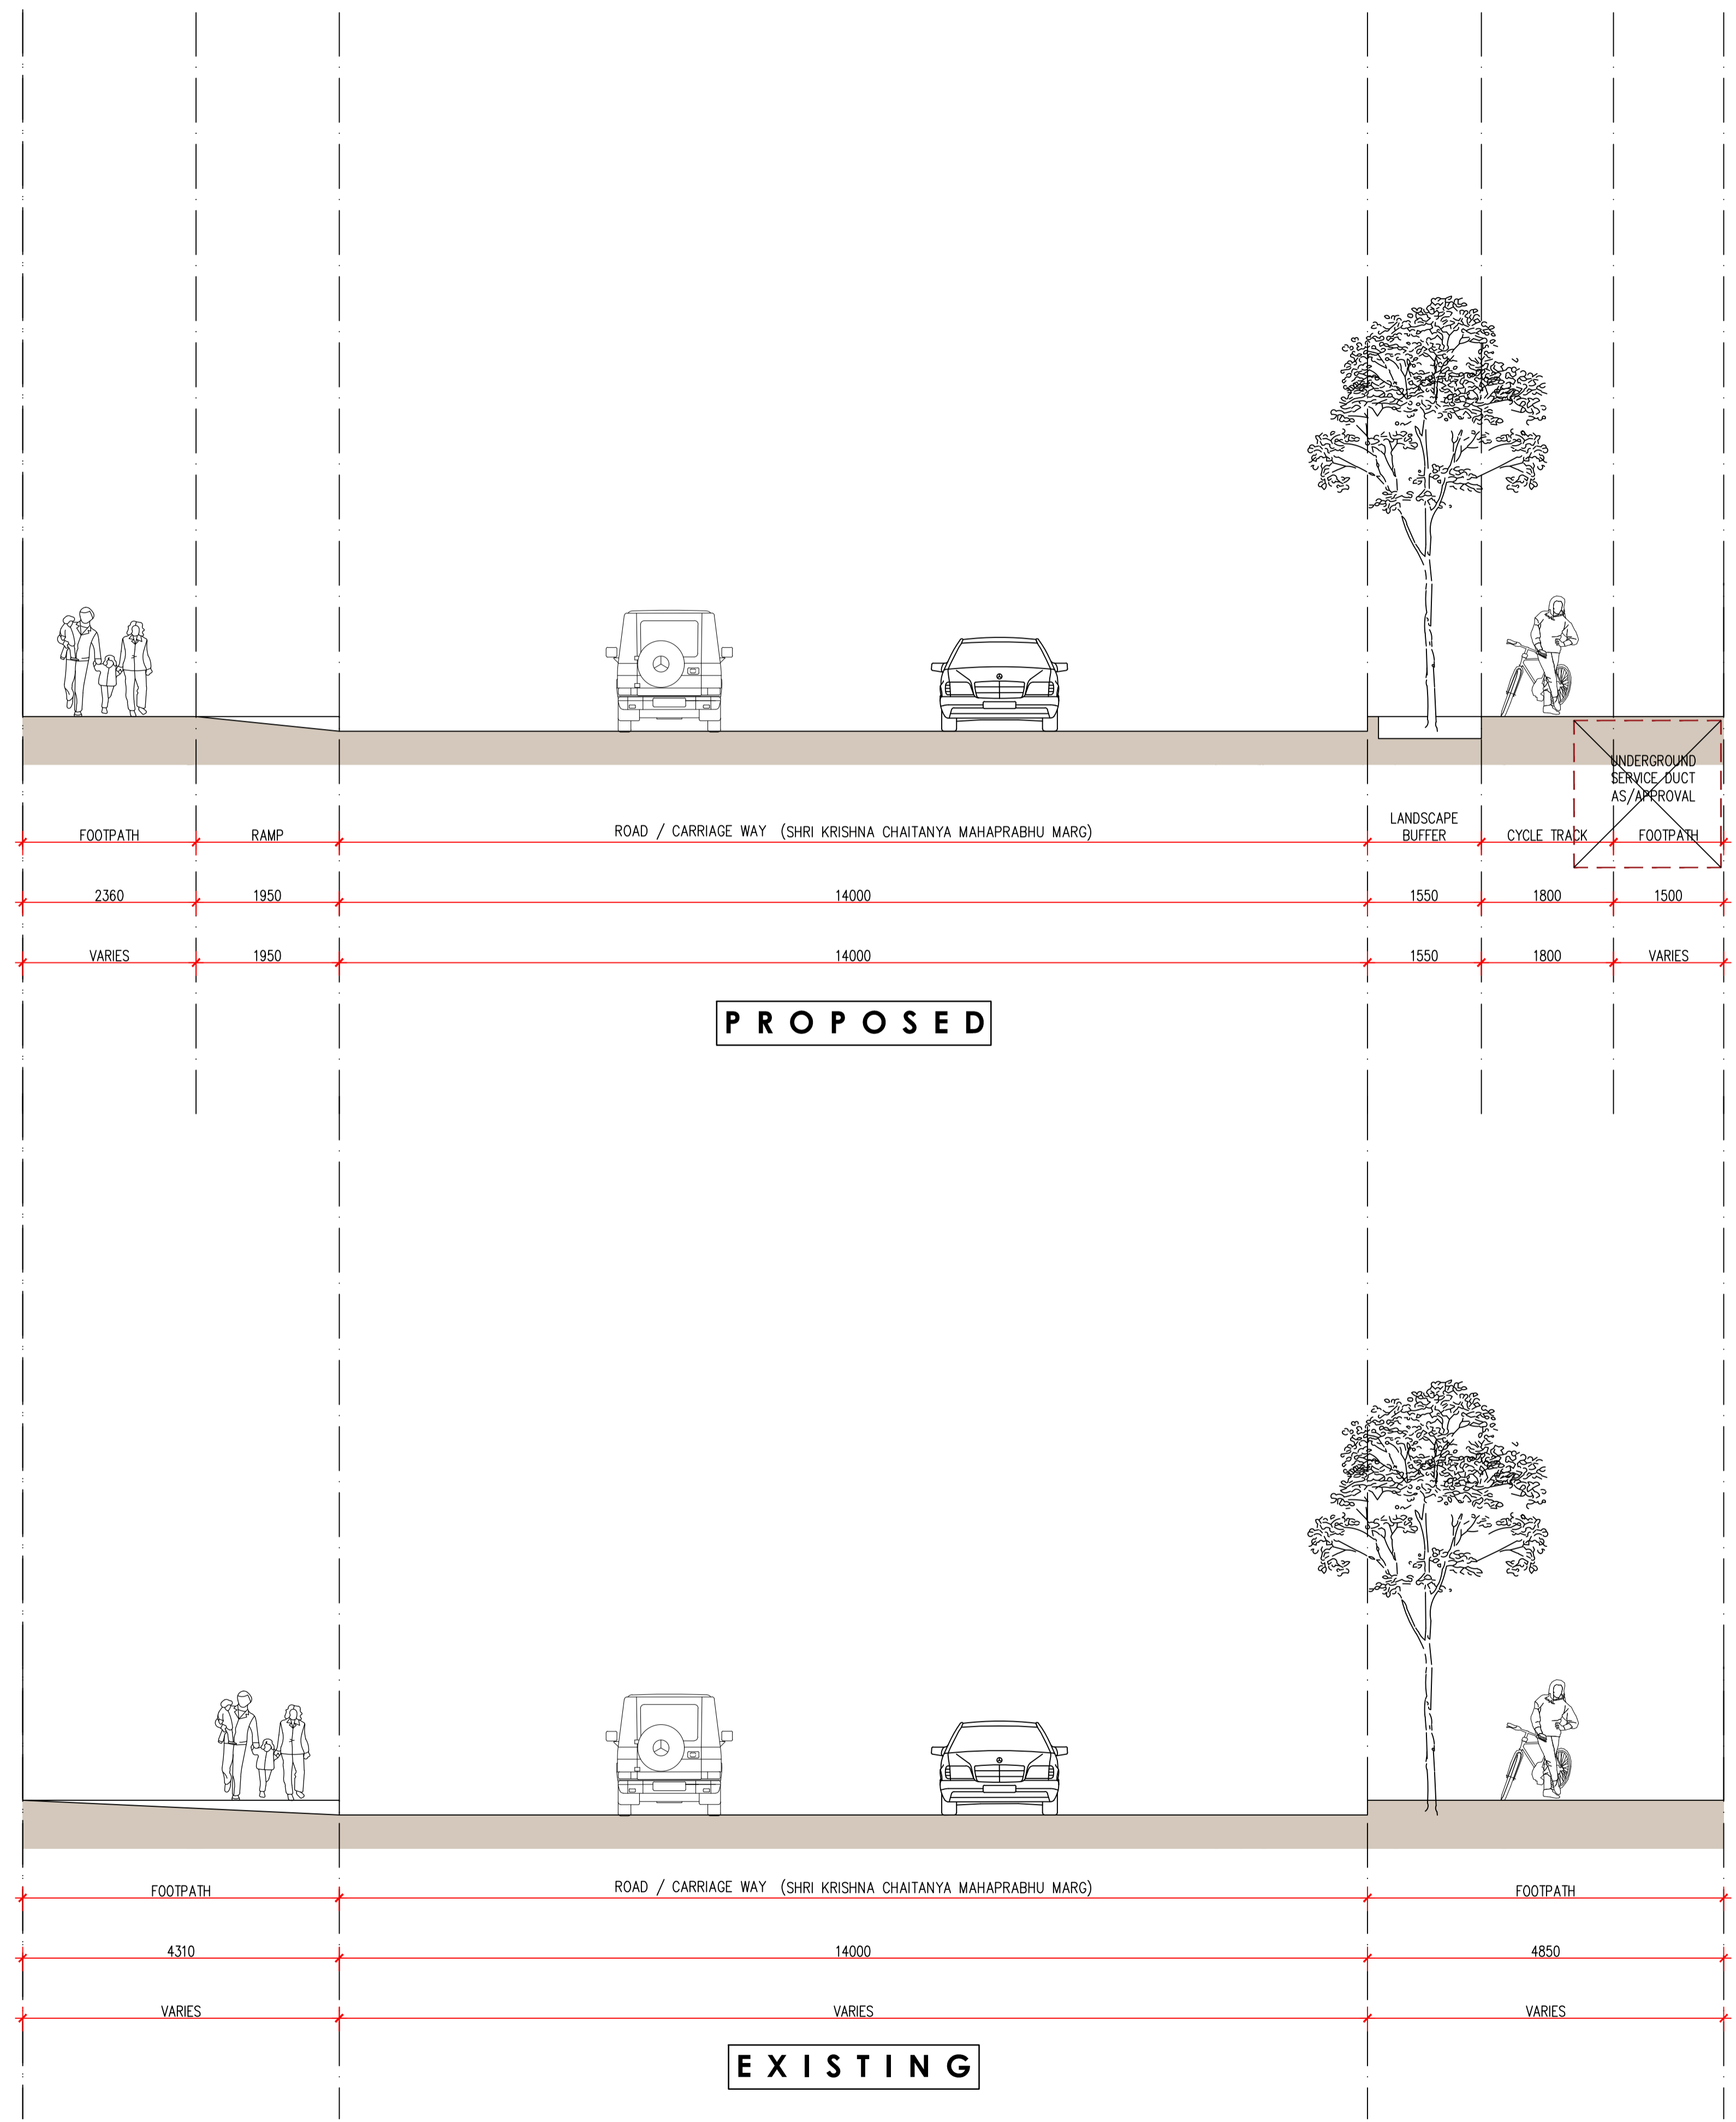 UNDERGROUND
SERVICE DUCT
AS/APPROVAL
FOOTPATH
RAMP
ROAD / CARRIAGE WAY (SHRI KRISHNA CHAITANYA MAHAPRABHU MARG)
LANDSCAPE
BUFFER
CYCLE TRACK
FOOTPATH
2360
1950
14000
1550
1800
1500
VARIES
1950
14000
1550
1800
VARIES
PROPOSED
FOOTPATH
ROAD / CARRIAGE WAY (SHRI KRISHNA CHAITANYA MAHAPRABHU MARG)
FOOTPATH
4310
14000
4850
VARIES
VARIES
VARIES
EXISTING